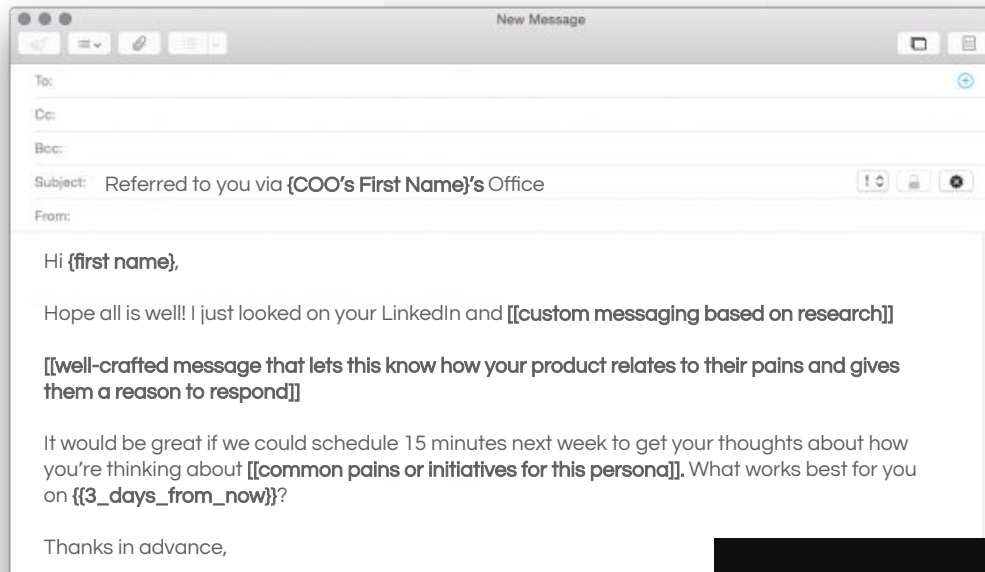 New Message
To:
Cc:
Bcc:
Subject: Referred to you via {COO's First Name}'s Office
From:
Hi {first name},
Hope all is well! I just looked on your LinkedIn and [[custom messaging based on research]]
[[well-crafted message that lets this know how your product relates to their pains and gives
them a reason to respond]]
It would be great if we could schedule 15 minutes next week to get your thoughts about how
you're thinking about [[common pains or initiatives for this persona]]. What works best for you
on {{3_days_from_now}}?
Thanks in advance,